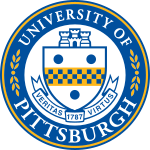 UNIVERSITY OF
PITTSBURGH
VERITAS 1787 VIRTUS